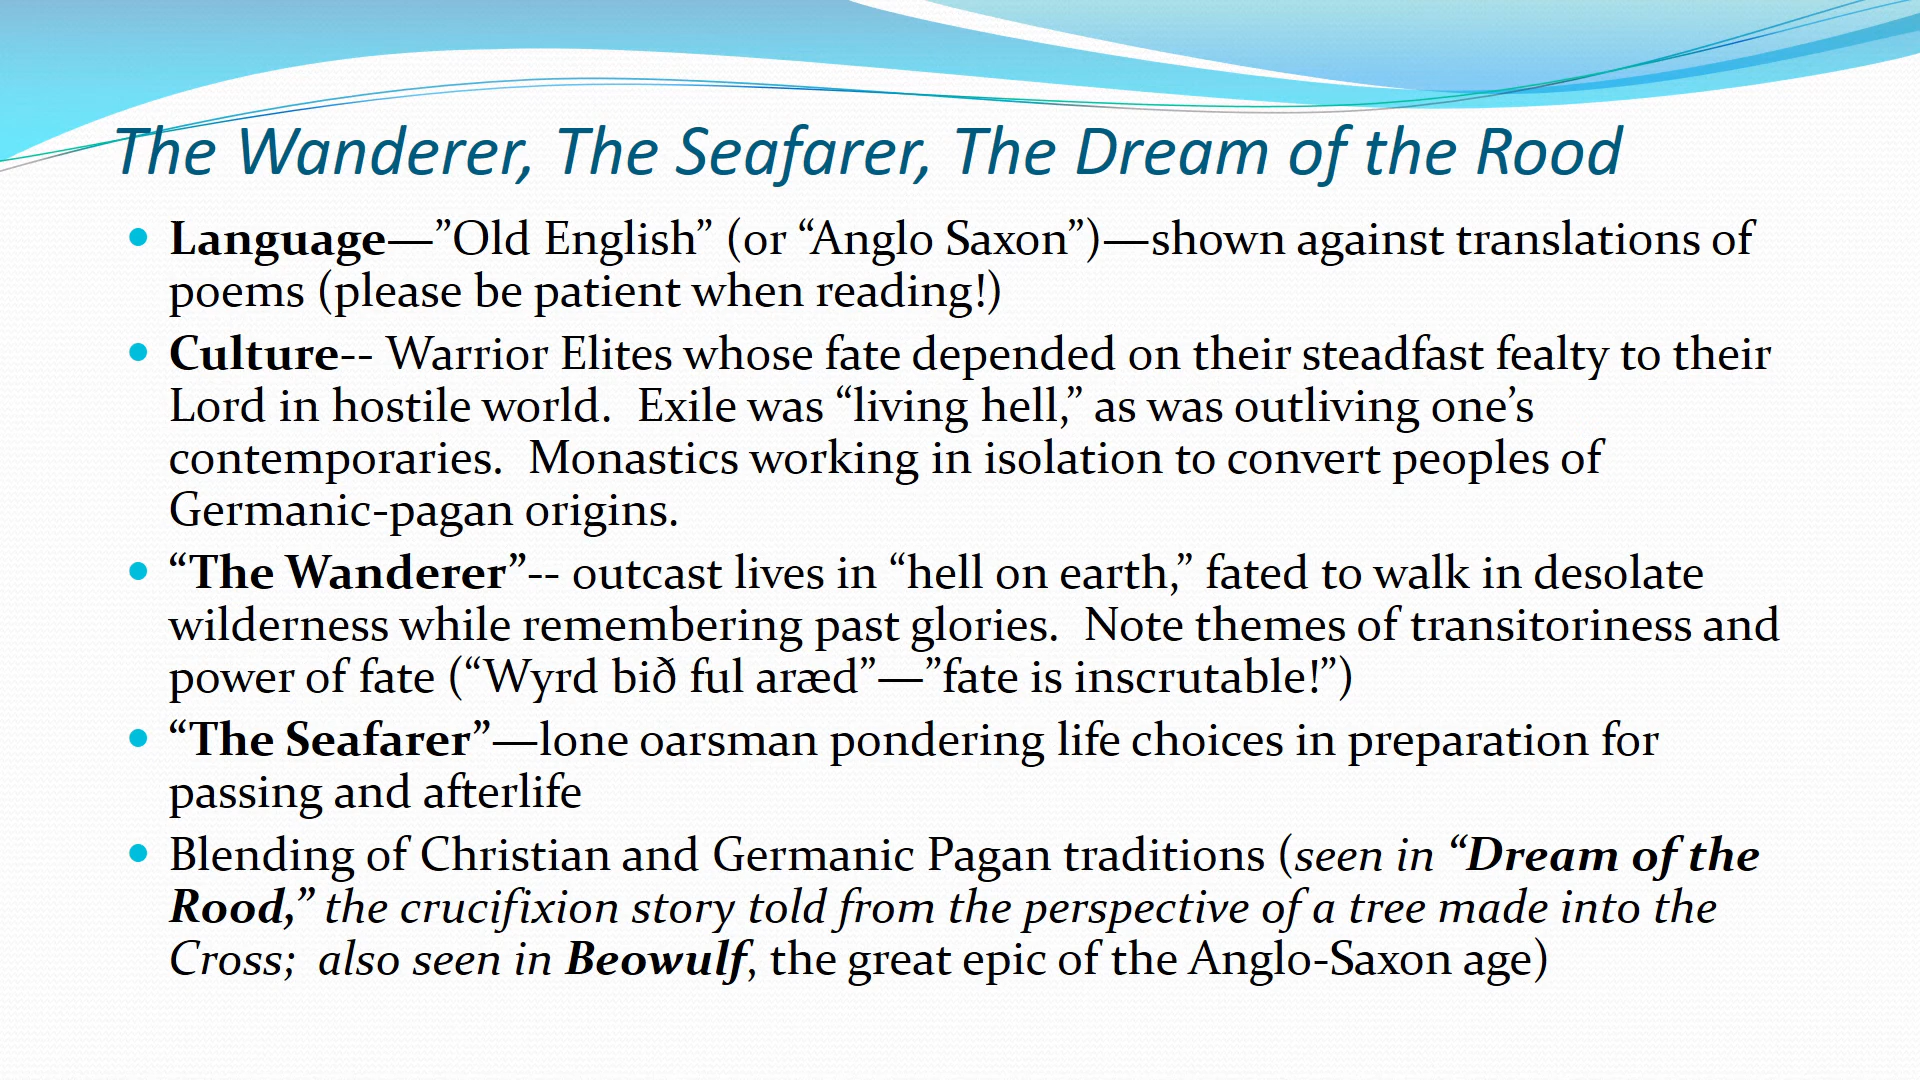 The Wanderer, The Seafarer, The Dream of the Rood
Language—”Old English” (or “Anglo Saxon”)—shown against translations of
poems (please be patient when reading!)
Culture-- Warrior Elites whose fate depended on their steadfast fealty to their
Lord in hostile world.  Exile was “living hell,” as was outliving one’s
contemporaries.  Monastics working in isolation to convert peoples of
Germanic-pagan origins.
“The Wanderer”-- outcast lives in “hell on earth,” fated to walk in desolate
wilderness while remembering past glories.  Note themes of transitoriness and
power of fate (“Wyrd bið ful aræd”—”fate is inscrutable!”)
“The Seafarer”—lone oarsman pondering life choices in preparation for
passing and afterlife
Blending of Christian and Germanic Pagan traditions (seen in “Dream of the
Rood,” the crucifixion story told from the perspective of a tree made into the
Cross;  also seen in Beowulf, the great epic of the Anglo-Saxon age)